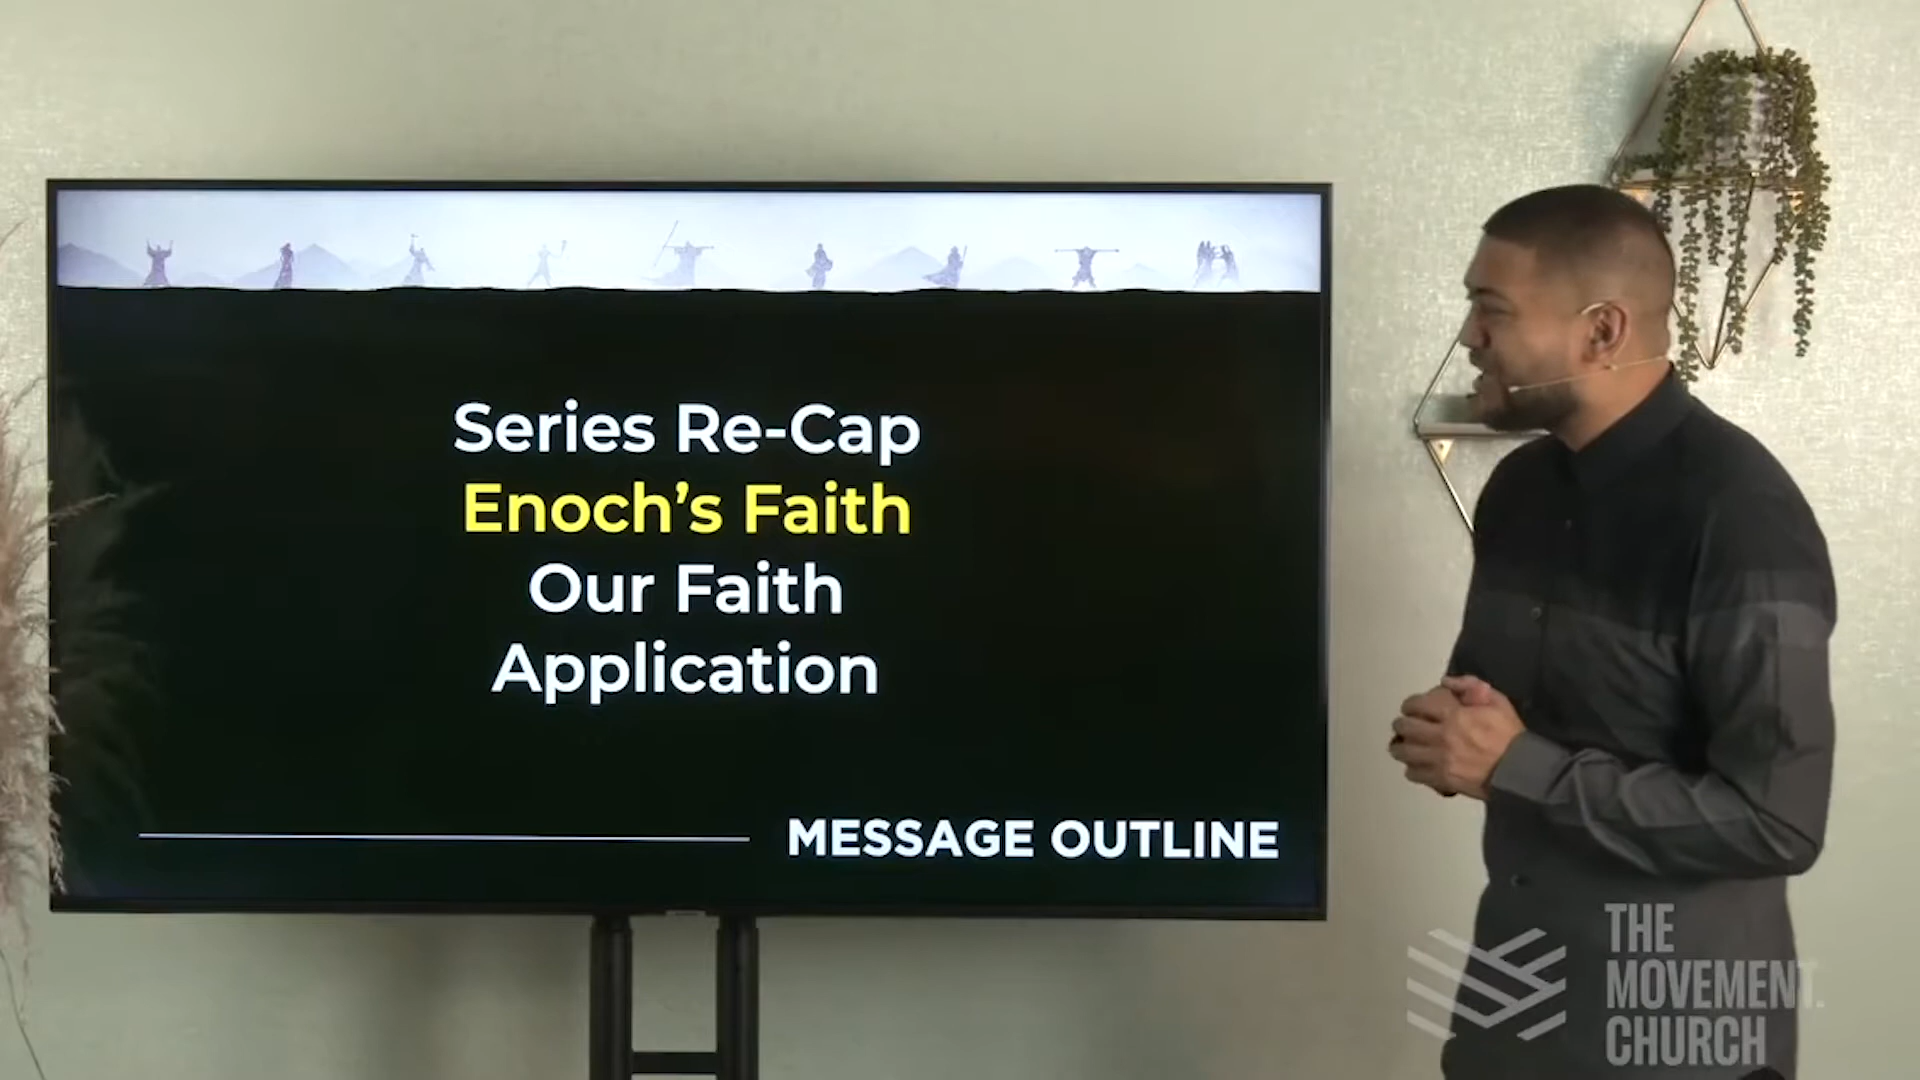 Series Re-Cap
Enoch's Faith
Our Faith
Application
MESSAGE OUTLINE
THE
MOVEMENT.
CHURCH